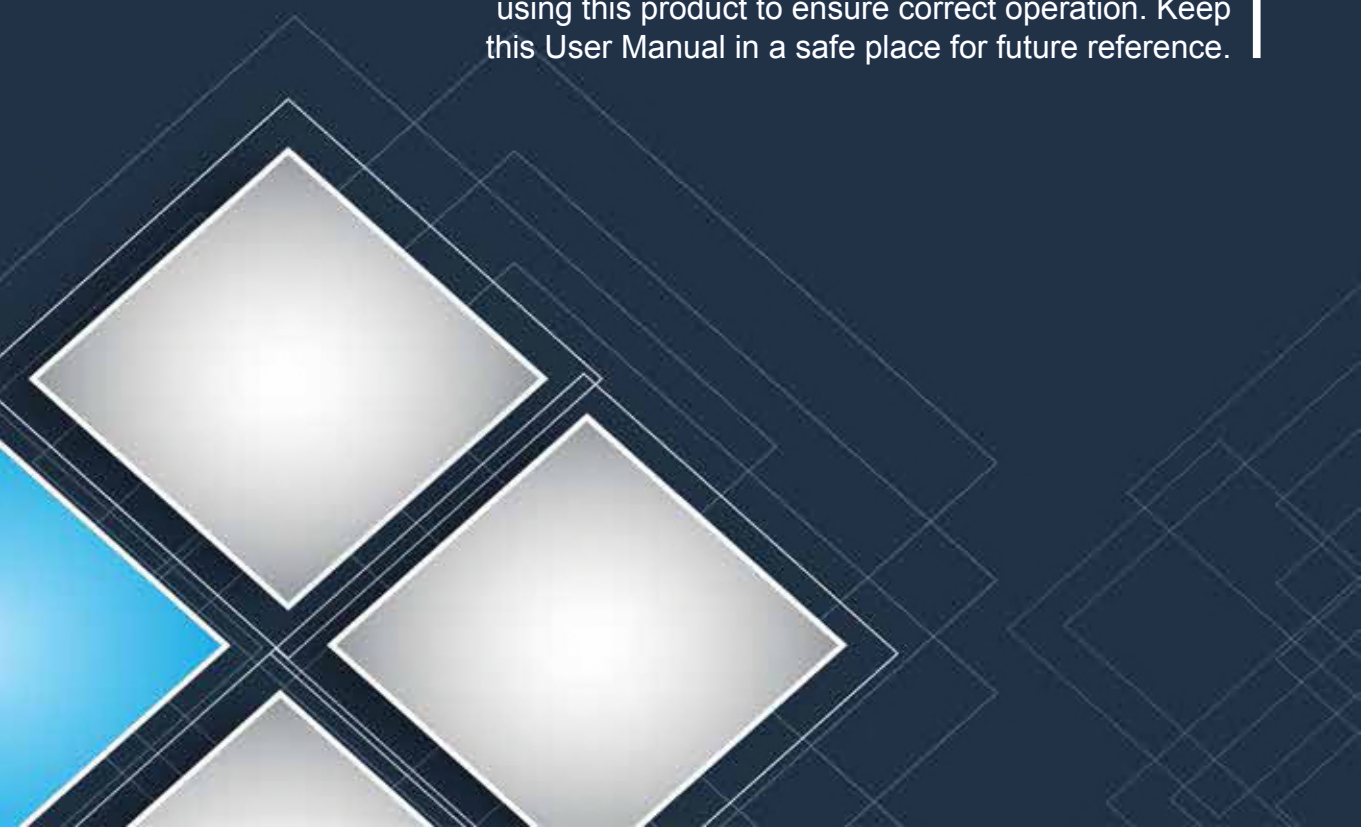 using this product to ensure correct operation. Keep
this User Manual in a safe place for future reference.